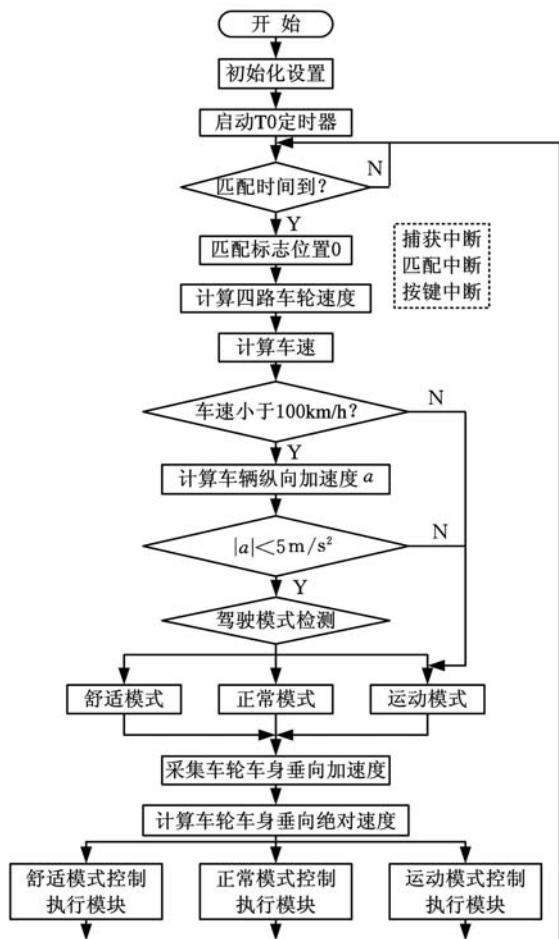 开 始
初始化设置
启动T0定时器
匹配时间到?
N
Y
匹配标志位置0
捕获中断
匹配中断
按键中断
计算四路车轮速度
计算车速
车速小于100km/h?
N
Y
计算车辆纵向加速度 a
|a|<5m/s²
N
Y
驾驶模式检测
舒适模式
正常模式
运动模式
采集车轮车身垂向加速度
计算车轮车身垂向绝对速度
舒适模式控制
执行模块
正常模式控制
执行模块
运动模式控制
执行模块